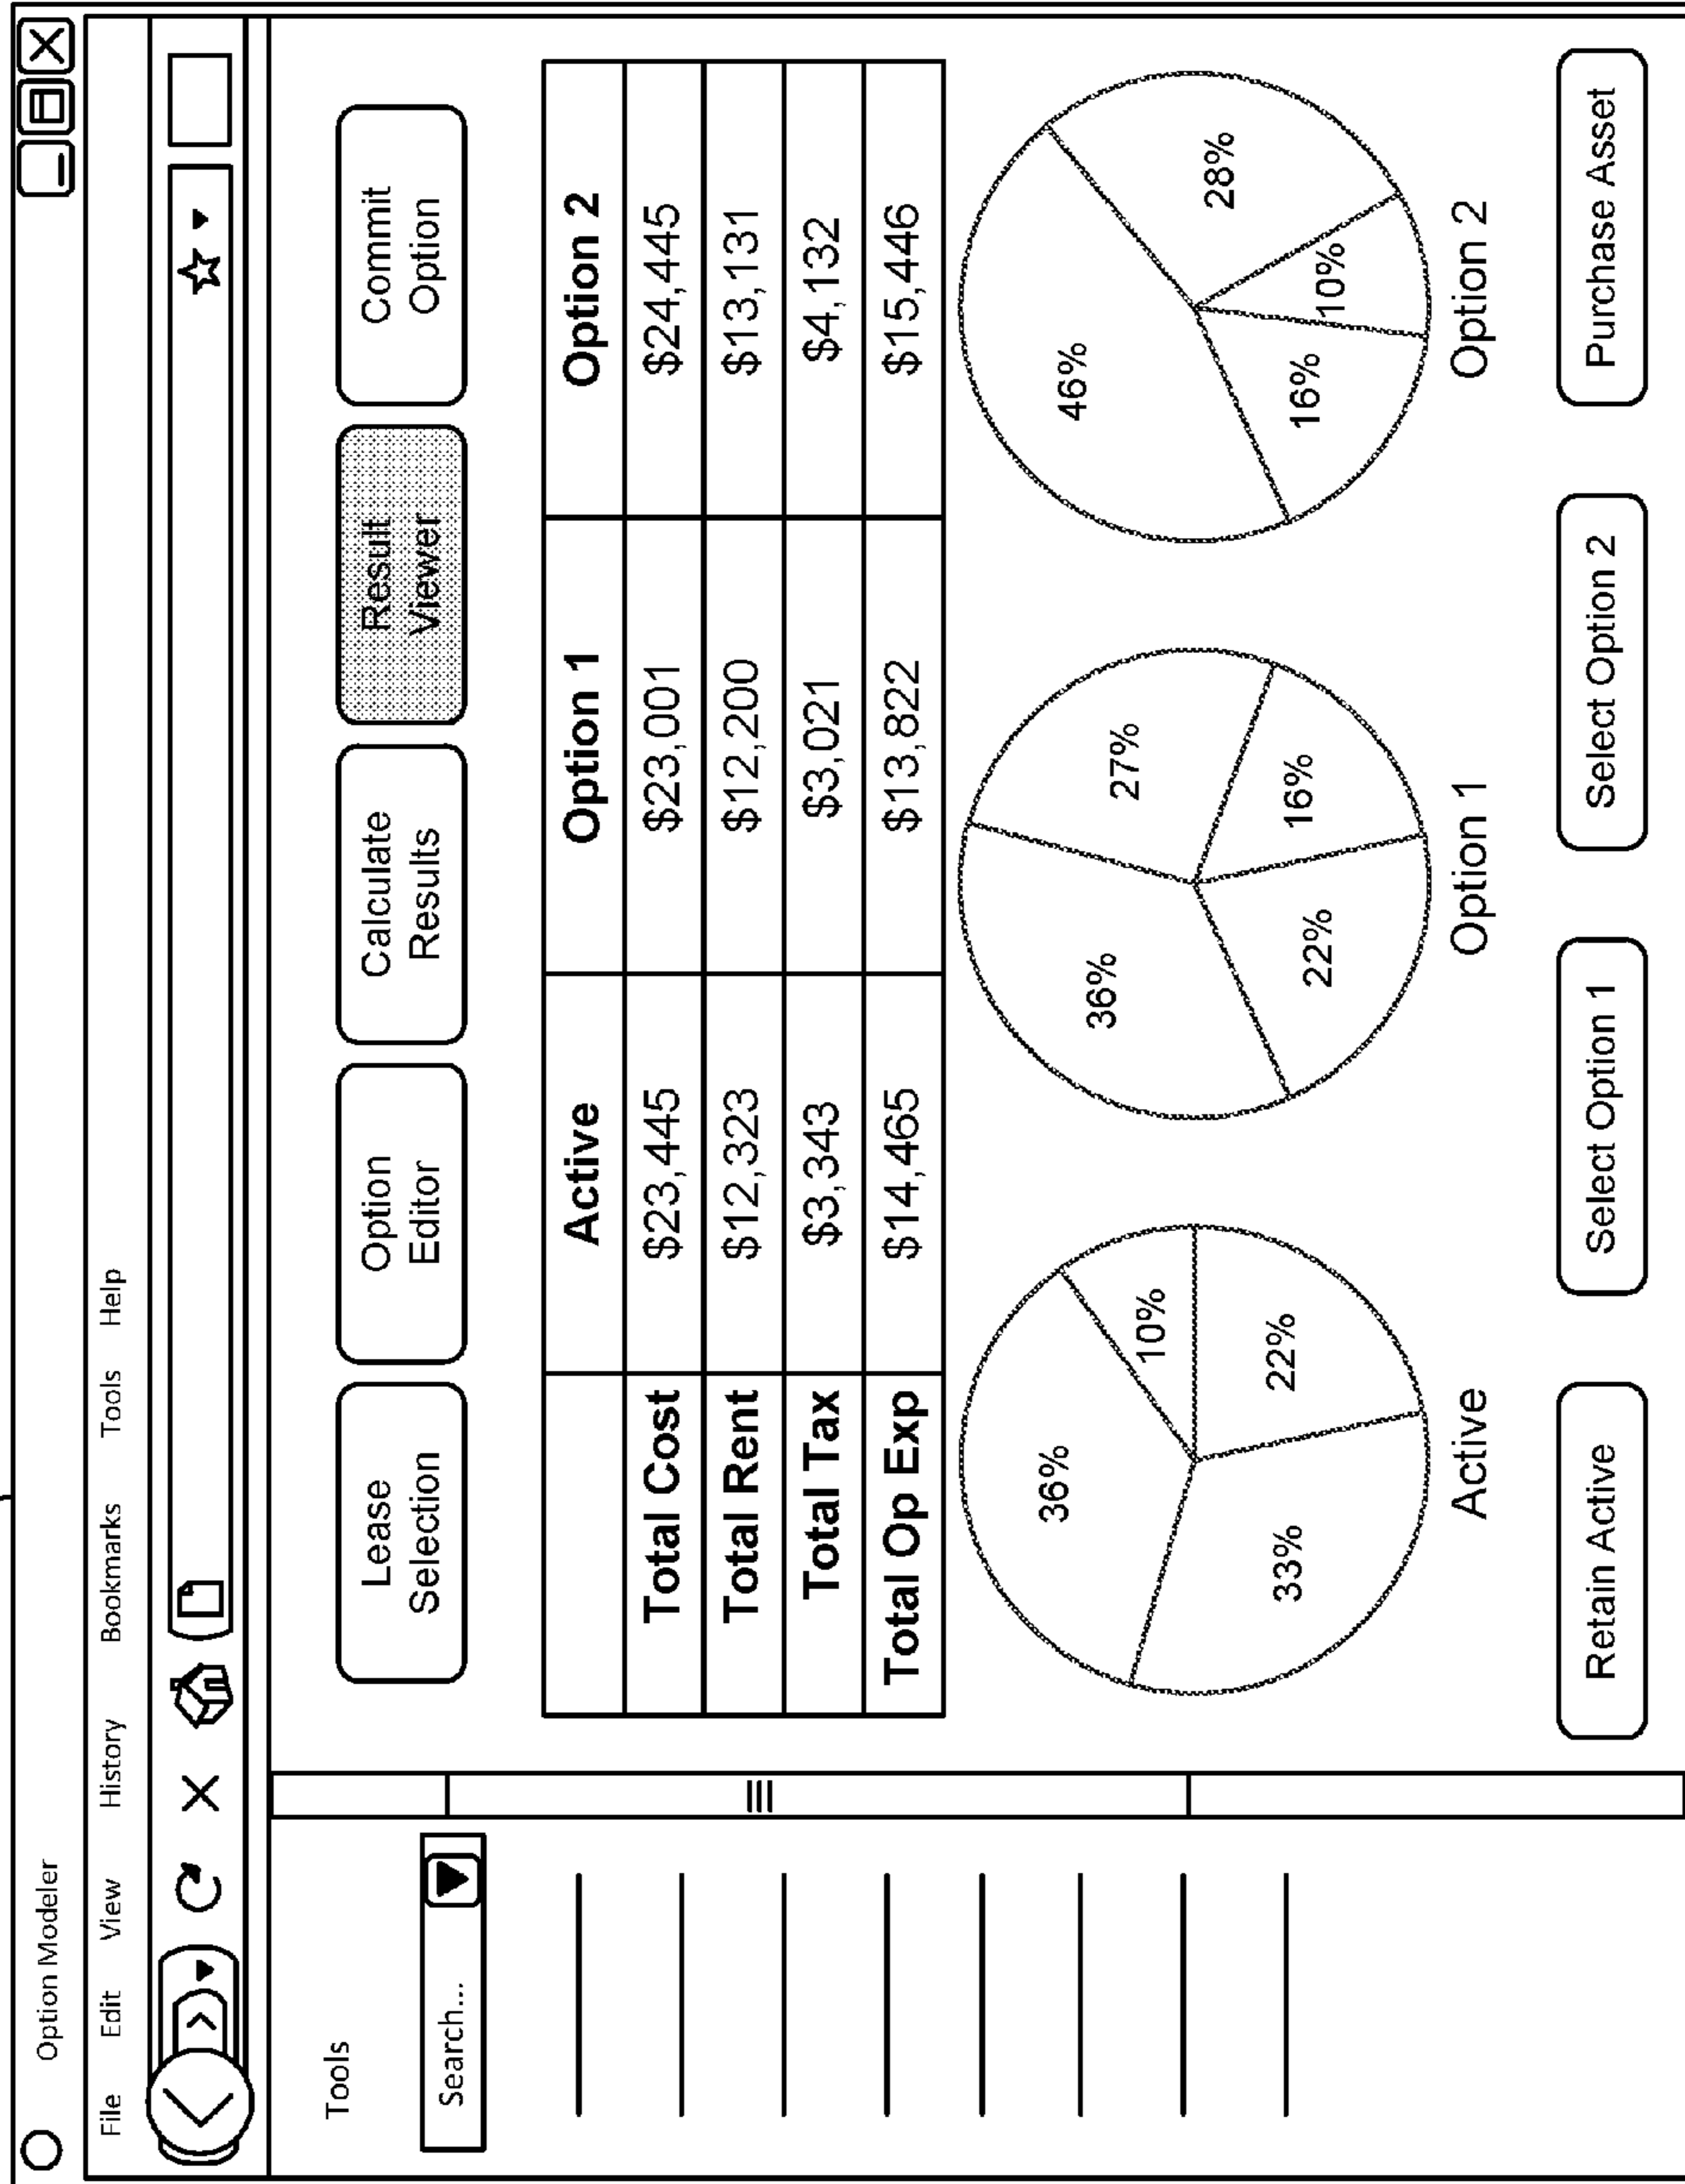 Option Modeler
File Edit View History Bookmarks Tools Help
Tools
Search...
Lease
Selection
Option
Editor
Calculate
Results
Result
Viewer
Commit
Option
Active Option 1 Option 2
Total Cost $23,445 $23,001 $24,445
Total Rent $12,323 $12,200 $13,131
Total Tax $3,343 $3,021 $4,132
Total Op Exp $14,465 $13,822 $15,446
36%
10%
33%
22%
Active
36%
27%
22%
16%
Option 1
46%
28%
16%
10%
Option 2
Retain Active
Select Option 1
Select Option 2
Purchase Asset